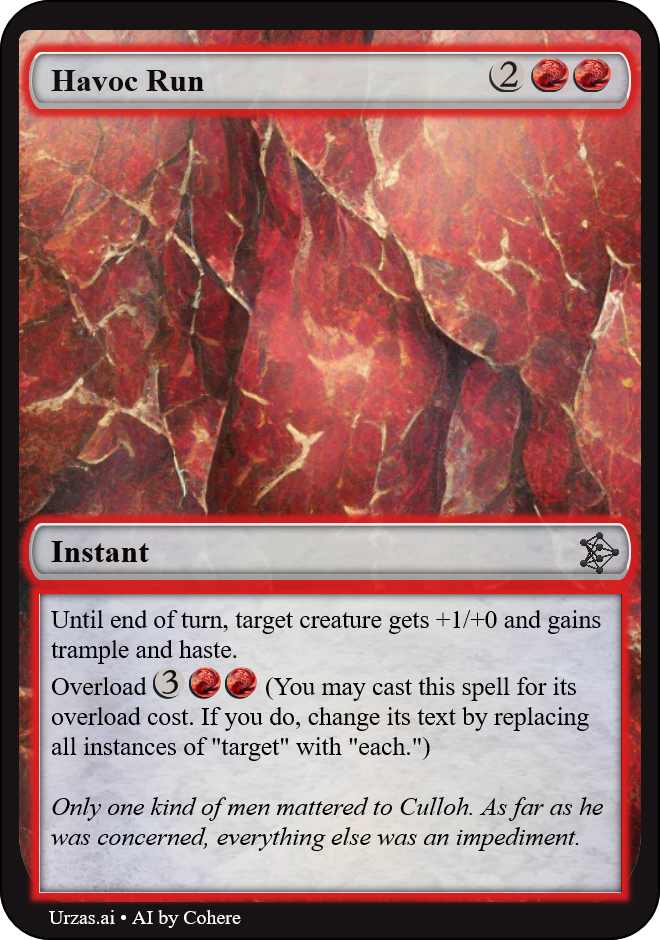 Havoc Run 2
Instant
Until end of turn, target creature gets +1/+0 and gains
trample and haste.
Overload 3 (You may cast this spell for its
overload cost. If you do, change its text by replacing
all instances of "target" with "each.")
Only one kind of men mattered to Culloh. As far as he
was concerned, everything else was an impediment.
Urzas.ai • AI by Cohere